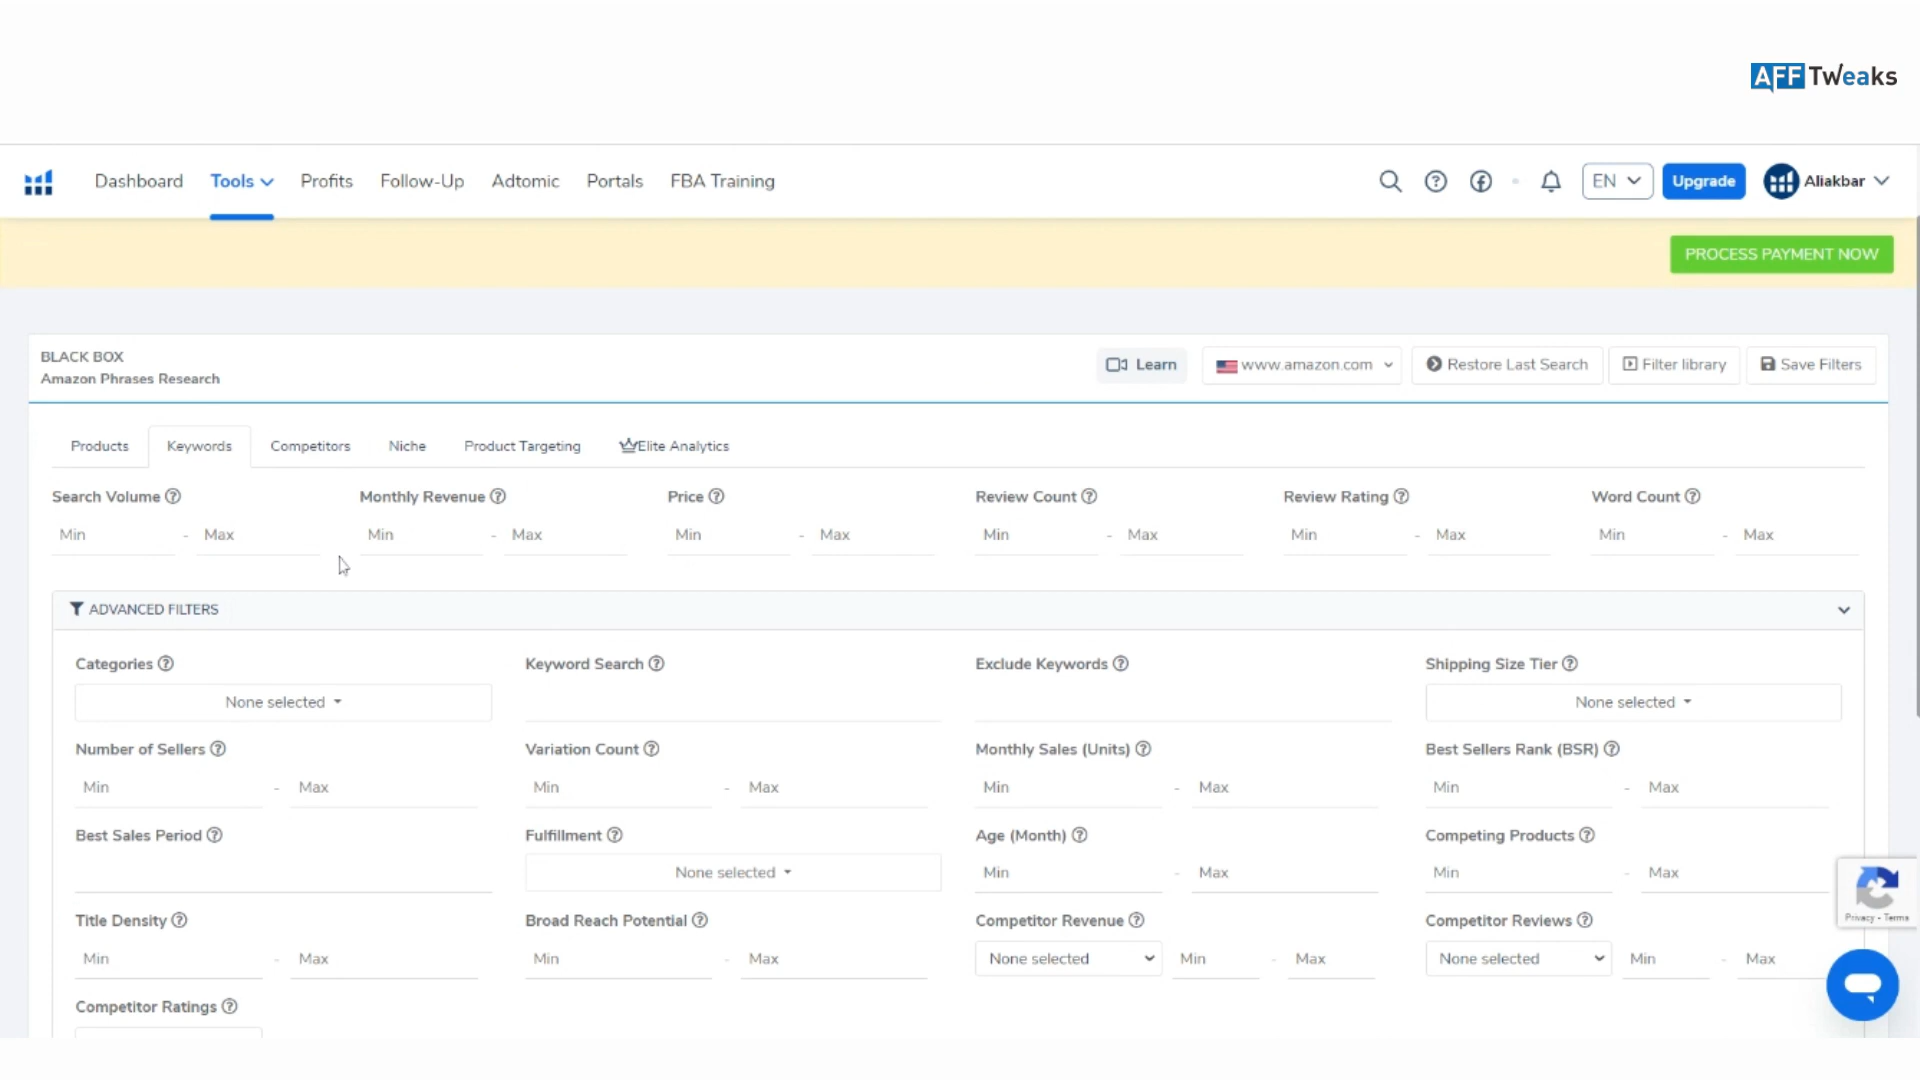 AFF Tweaks
Dashboard Tools Profits Follow-Up Adtomic Portals FBA Training EN Upgrade Aliakbar
PROCESS PAYMENT NOW
BLACK BOX
Amazon Phrases Research
Learn www.amazon.com Restore Last Search Filter library Save Filters
Products Keywords Competitors Niche Product Targeting Elite Analytics
Search Volume Monthly Revenue Price Review Count Review Rating Word Count
Min - Max Min - Max Min - Max Min - Max Min - Max Min - Max
ADVANCED FILTERS
Categories Keyword Search Exclude Keywords Shipping Size Tier
None selected None selected
Number of Sellers Variation Count Monthly Sales (Units) Best Sellers Rank (BSR)
Min - Max Min - Max Min - Max Min - Max
Best Sales Period Fulfillment Age (Month) Competing Products
None selected Min - Max Min - Max
Privacy - Terms
Title Density Broad Reach Potential Competitor Revenue Competitor Reviews
Min - Max Min - Max None selected Min - Max None selected Min - Max
Competitor Ratings